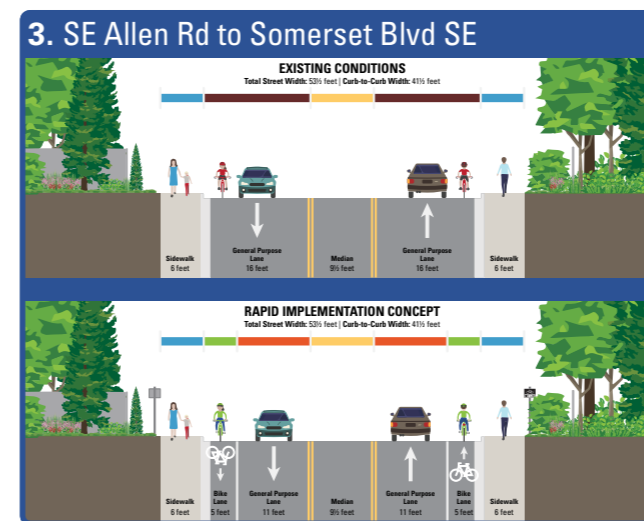 3. SE Allen Rd to Somerset Blvd SE
EXISTING CONDITIONS
Total Street Width: 53½ feet | Curb-to-Curb Width: 41½ feet
Sidewalk
6 feet
General Purpose
Lane
16 feet
Median
9½ feet
General Purpose
Lane
16 feet
Sidewalk
6 feet
RAPID IMPLEMENTATION CONCEPT
Total Street Width: 53½ feet | Curb-to-Curb Width: 41½ feet
Sidewalk
6 feet
Bike
Lane
5 feet
General Purpose
Lane
11 feet
Median
9½ feet
General Purpose
Lane
11 feet
Bike
Lane
5 feet
Sidewalk
6 feet